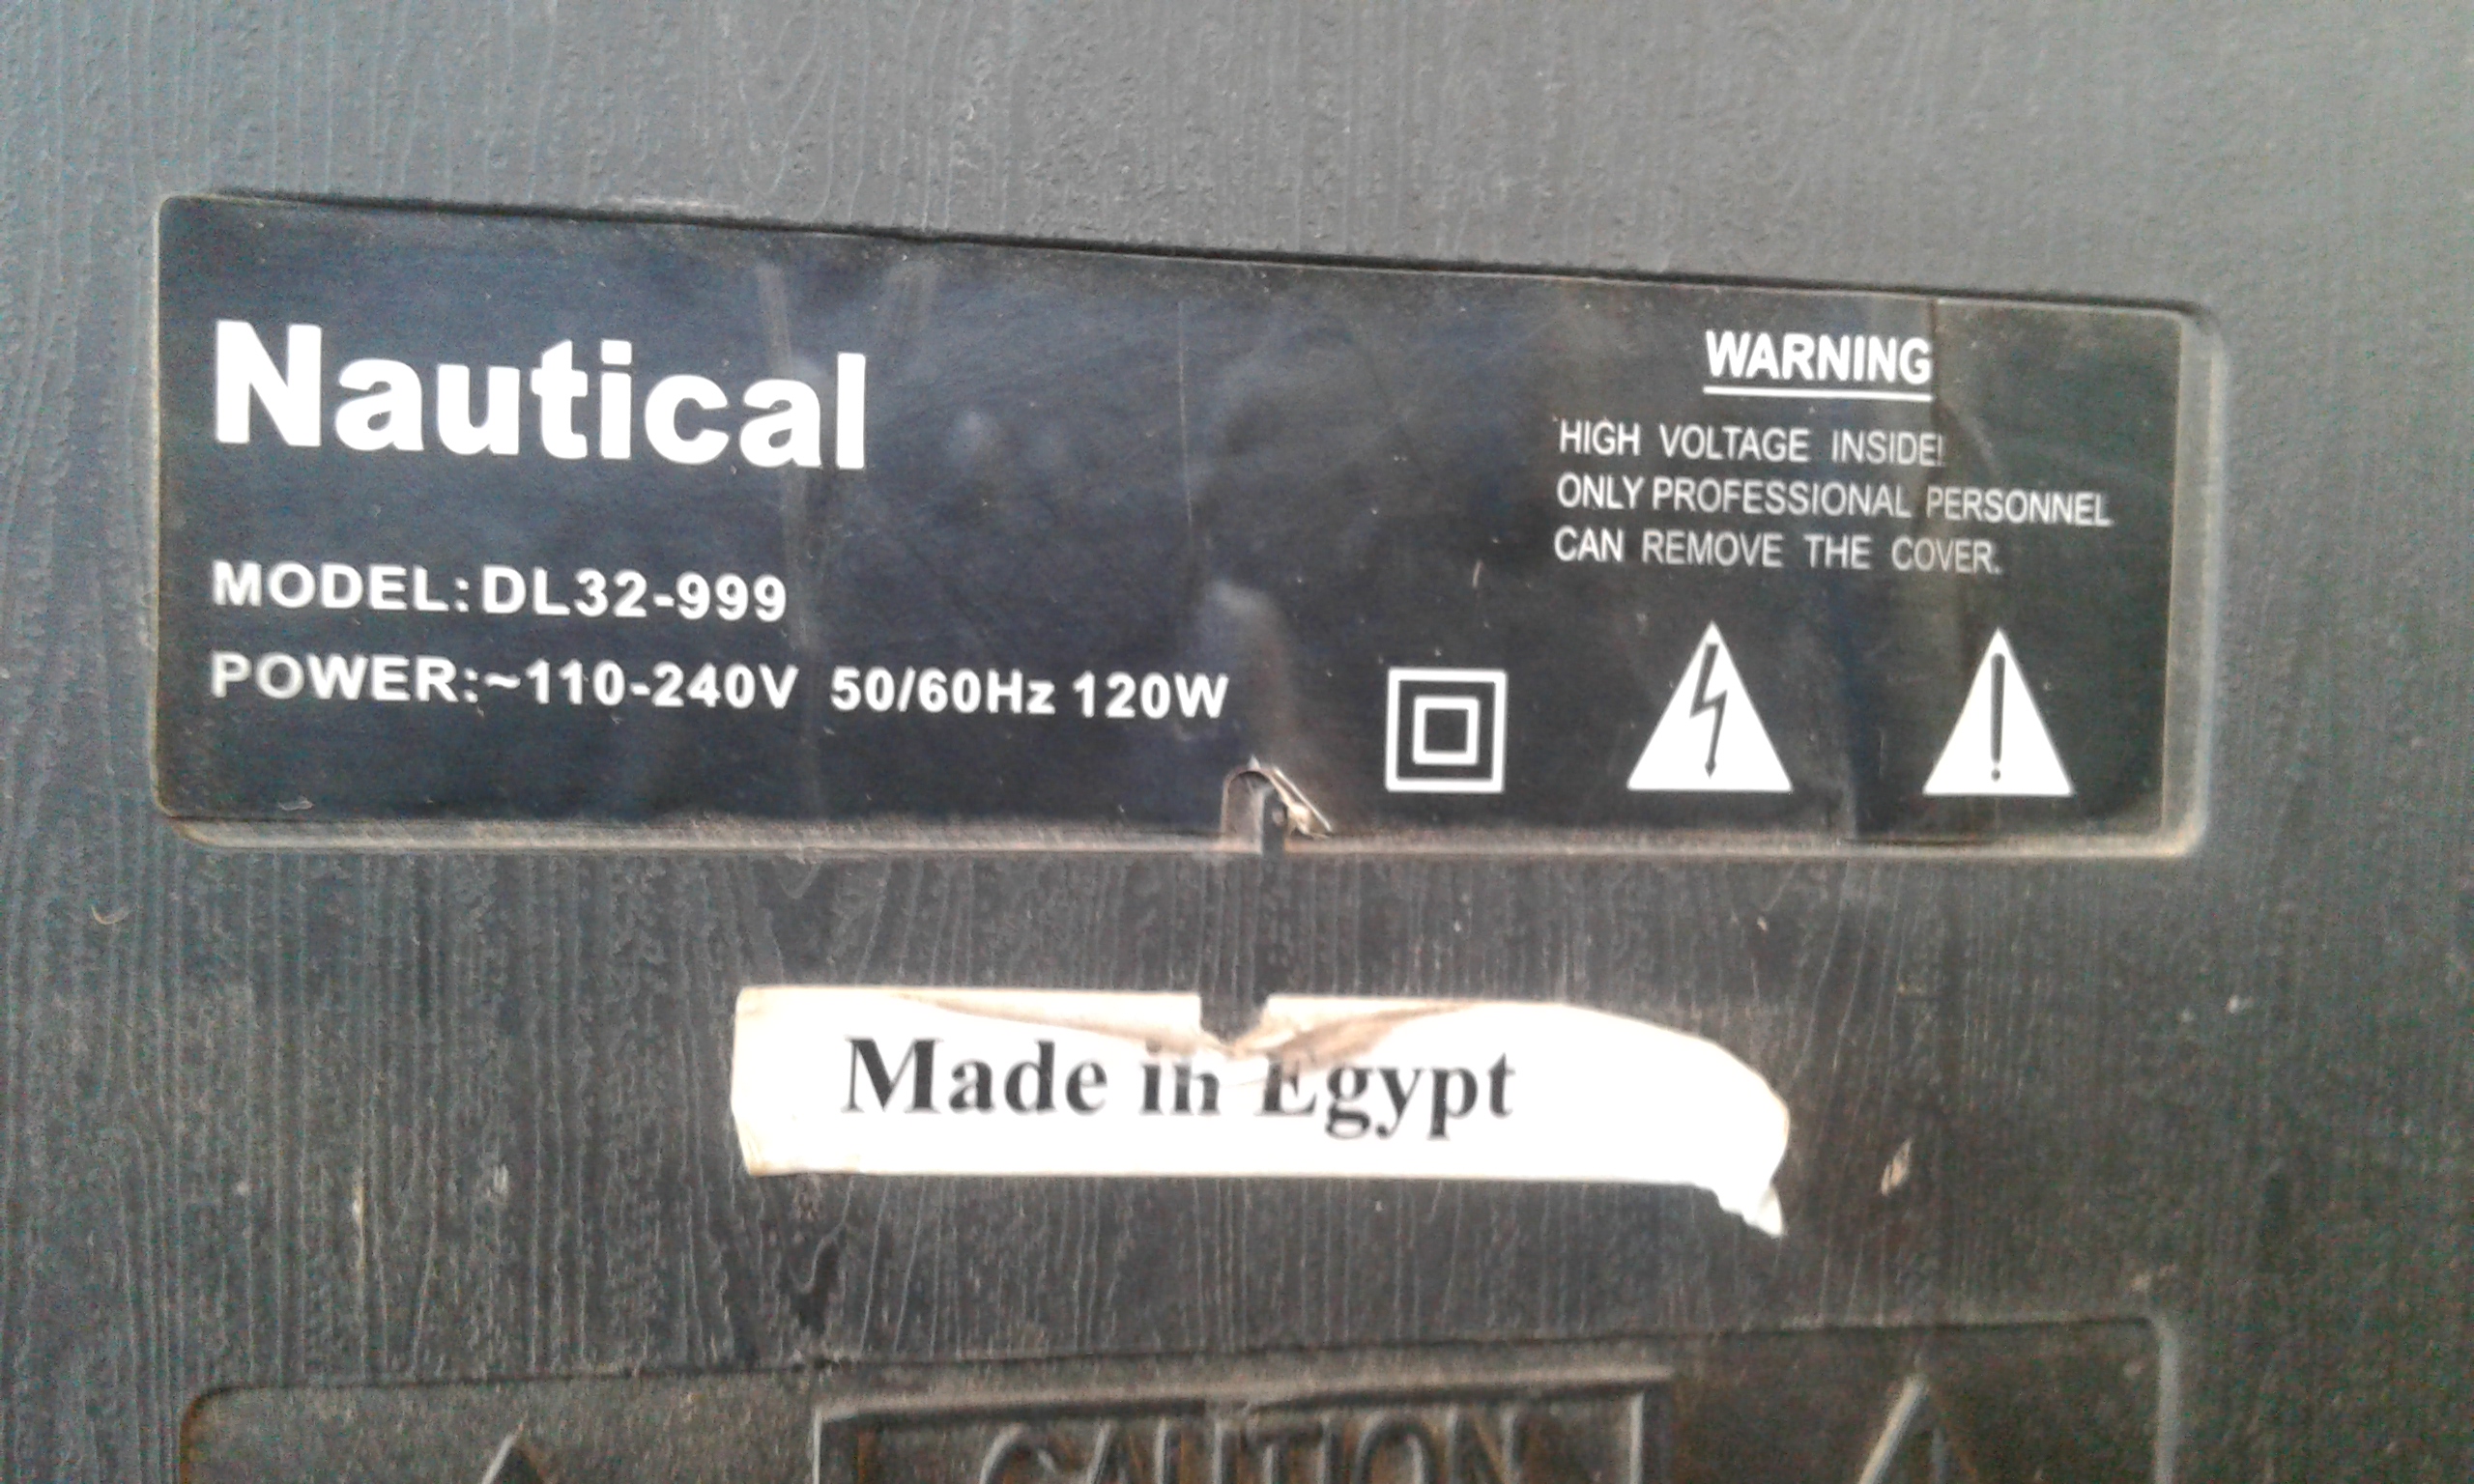 Nautical
MODEL:DL32-999
POWER:~110-240V 50/60Hz 120W
WARNING
HIGH VOLTAGE INSIDE!
ONLY PROFESSIONAL PERSONNEL
CAN REMOVE THE COVER.
Made in Egypt
CAUTION